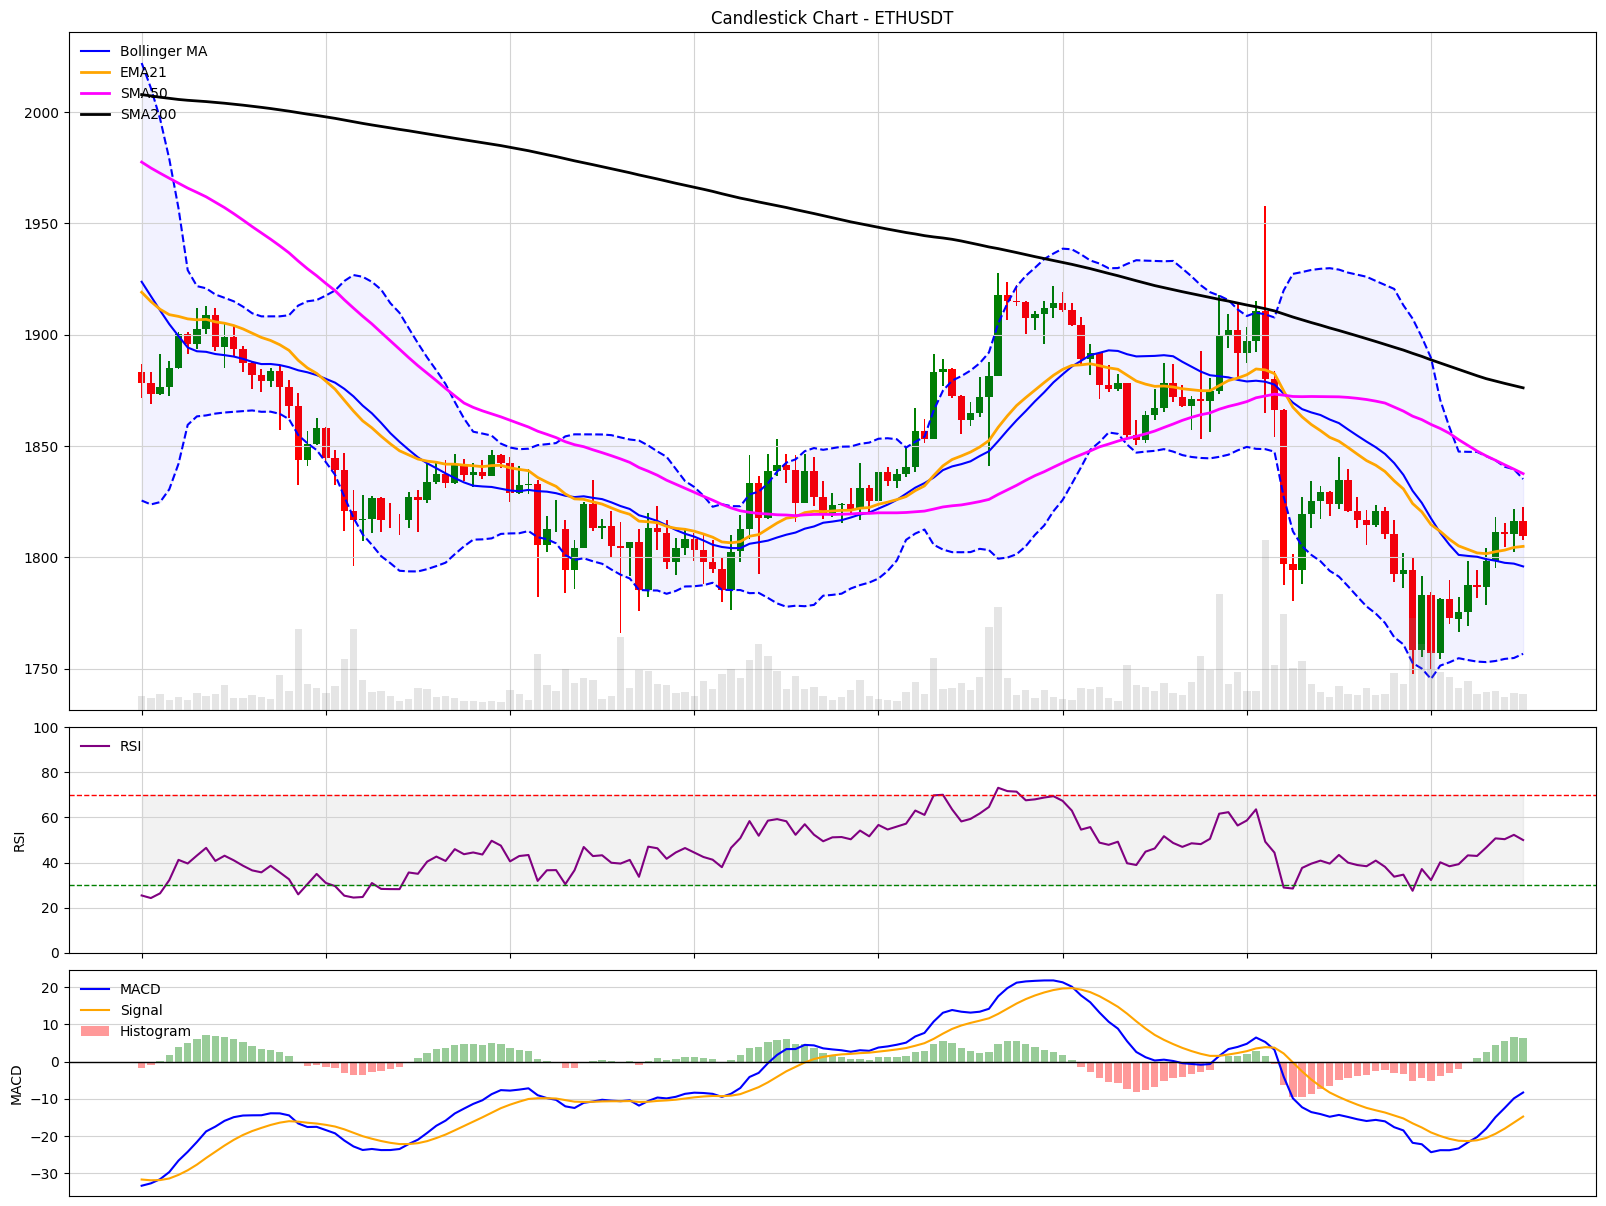 Candlestick Chart - ETHUSDT
Bollinger MA
EMA21
SMA50
SMA200
2000
1950
1900
1850
1800
1750
RSI
100
80
60
40
20
0
RSI
MACD
Signal
Histogram
20
10
0
−10
−20
−30
MACD